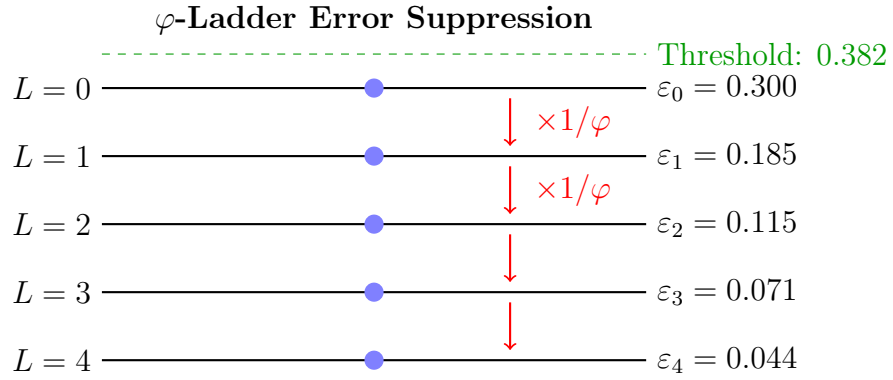 φ-Ladder Error Suppression
Threshold: 0.382
L = 0
ε₀ = 0.300
×1/φ
L = 1
ε₁ = 0.185
×1/φ
L = 2
ε₂ = 0.115
L = 3
ε₃ = 0.071
L = 4
ε₄ = 0.044